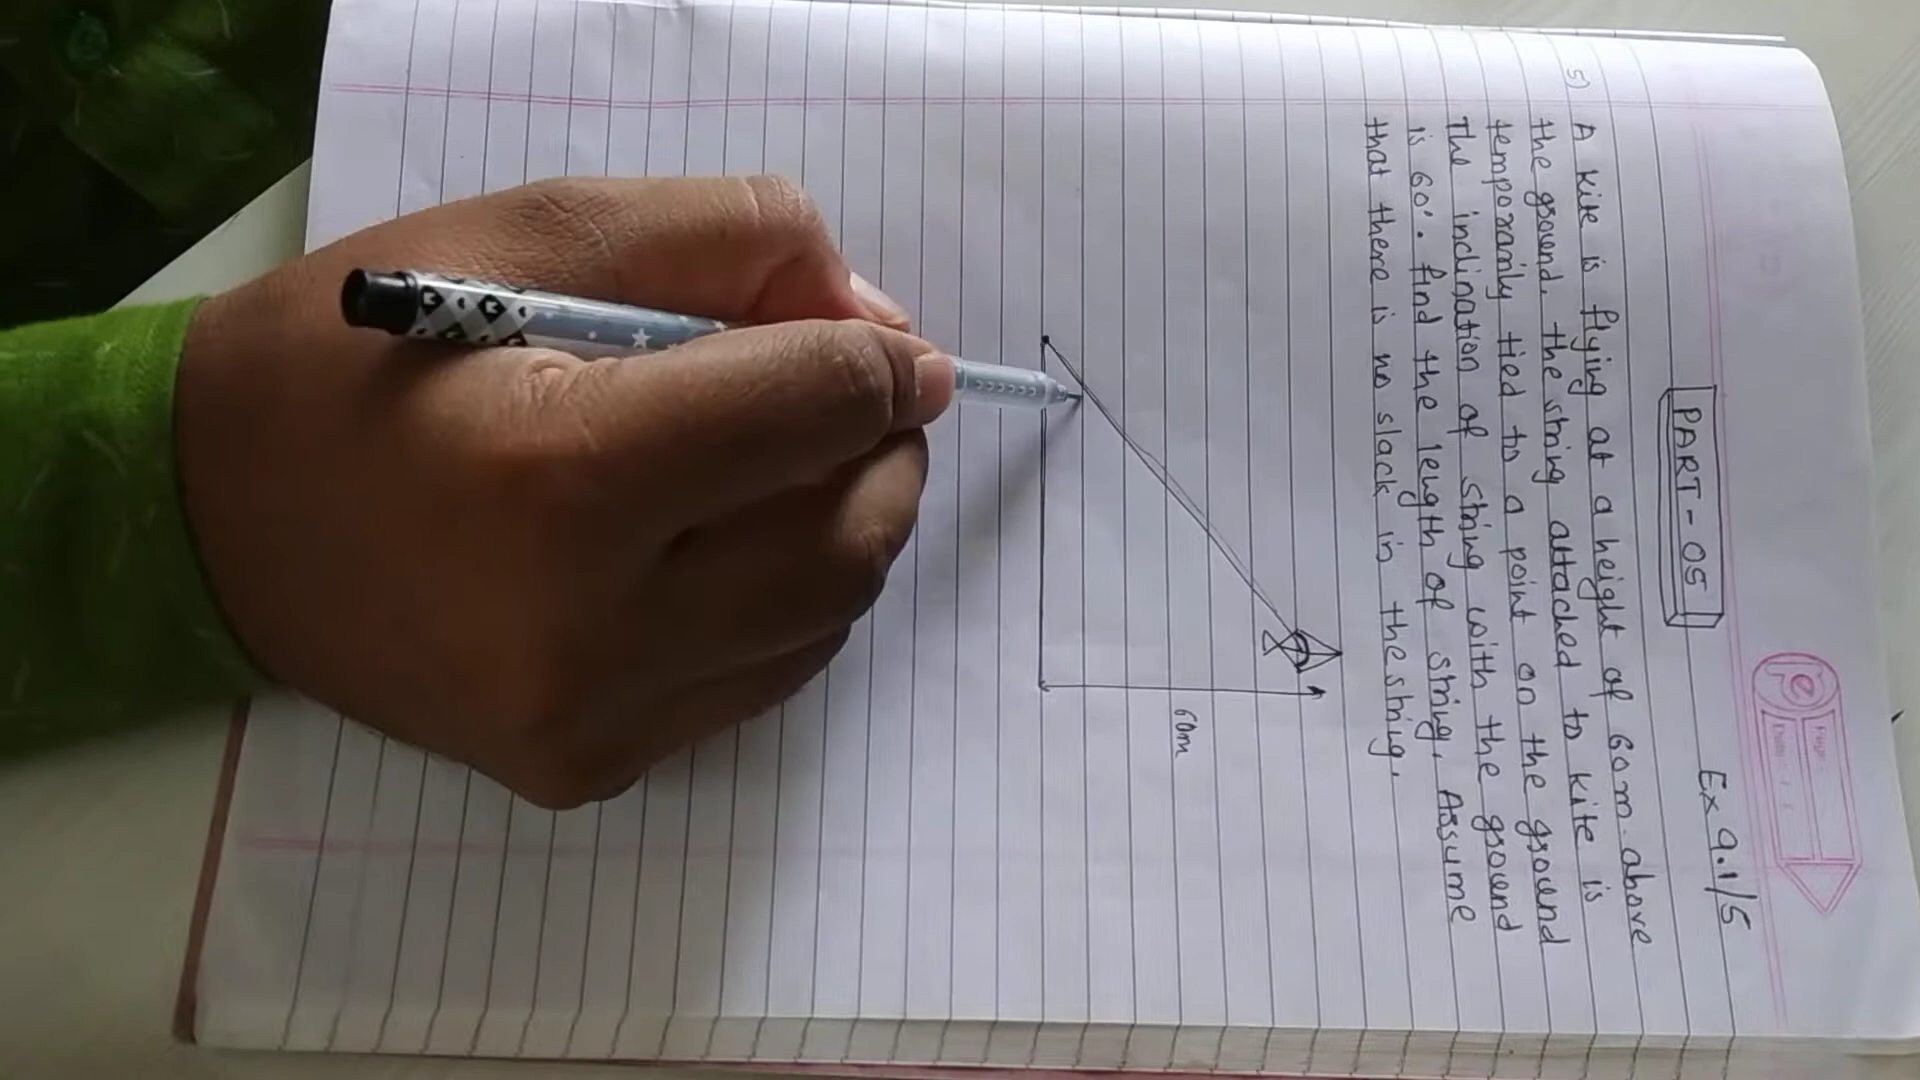 PART-05
Ex 9.1/5
5) A kite is flying at a height of 60m above
the ground. the string attached to kite is
temporarily tied to a point on the ground
The inclination of string with the ground
is 60°. find the length of string. Assume
that there is no slack in the string.
60m